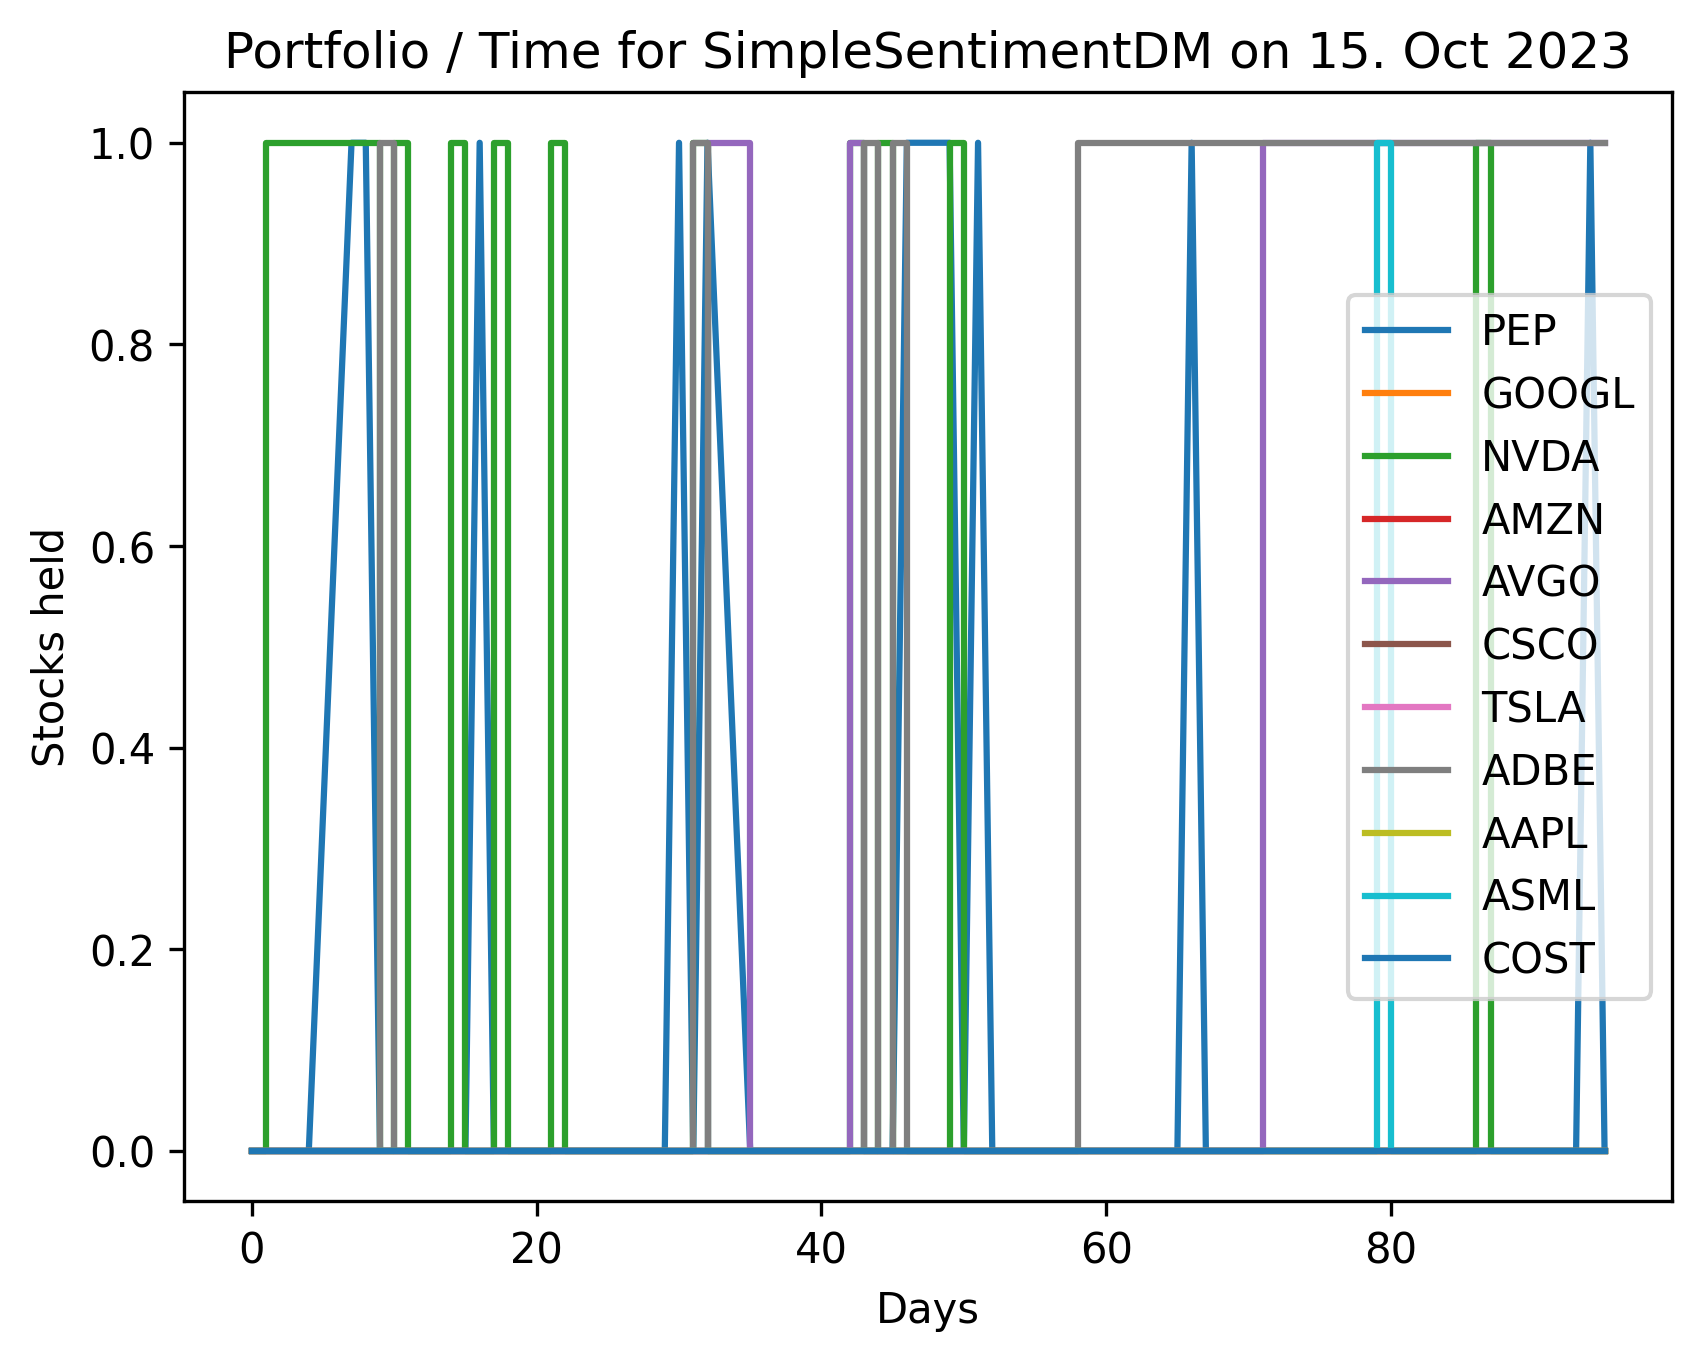 Portfolio / Time for SimpleSentimentDM on 15. Oct 2023
1.0
0.8
0.6
0.4
0.2
0.0
Stocks held
PEP
GOOGL
NVDA
AMZN
AVGO
CSCO
TSLA
ADBE
AAPL
ASML
COST
0 20 40 60 80
Days